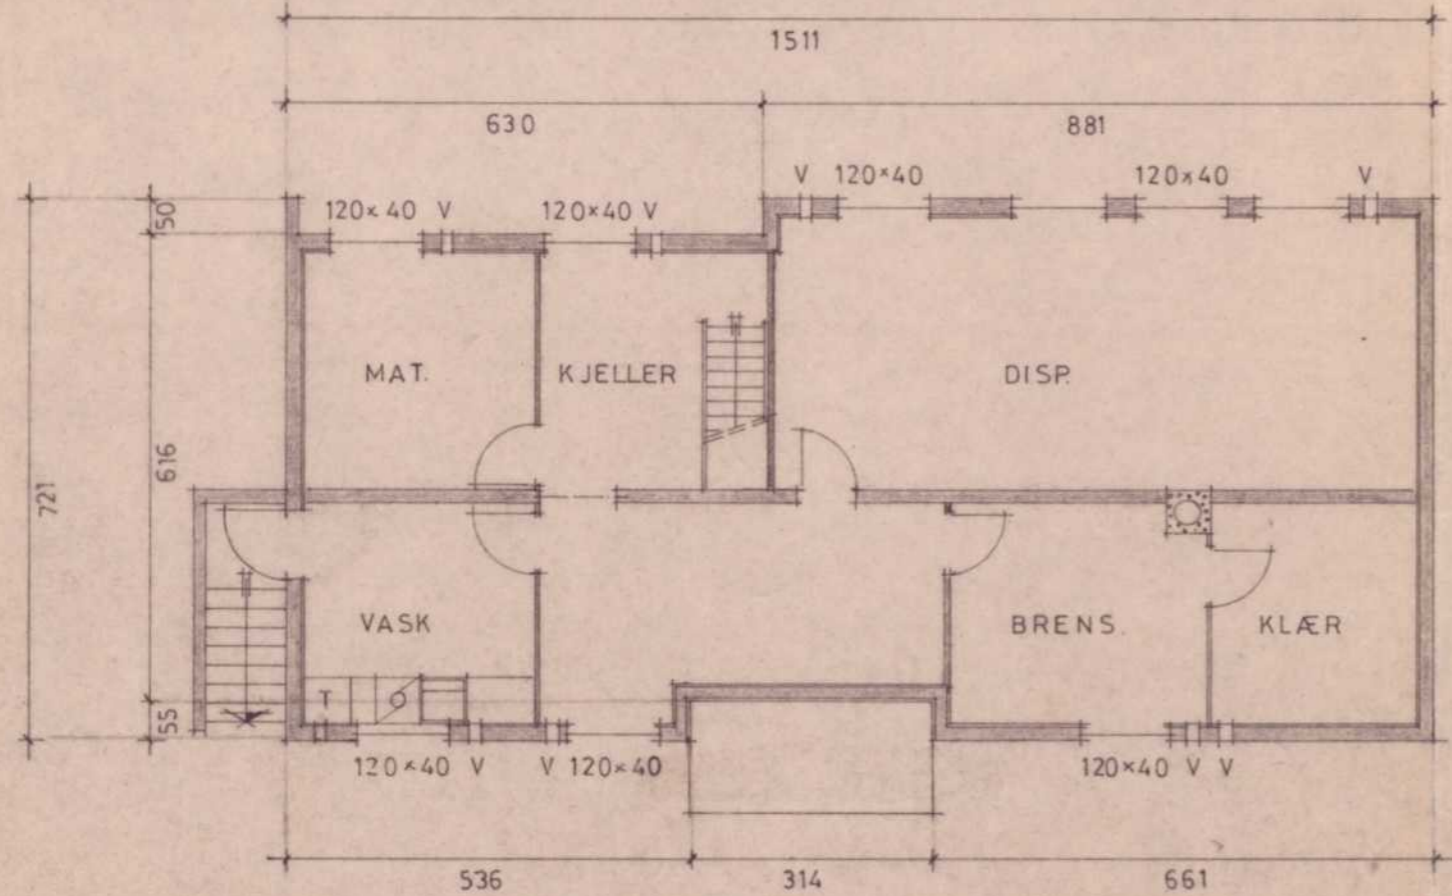 1511
630
881
V 120×40
120×40 V
120×40 V
120×40 V
50
MAT.
KJELLER
DISP.
616
721
VASK
BRENS.
KLÆR
T
55
120×40 V
V 120×40
120×40 V V
536
314
661